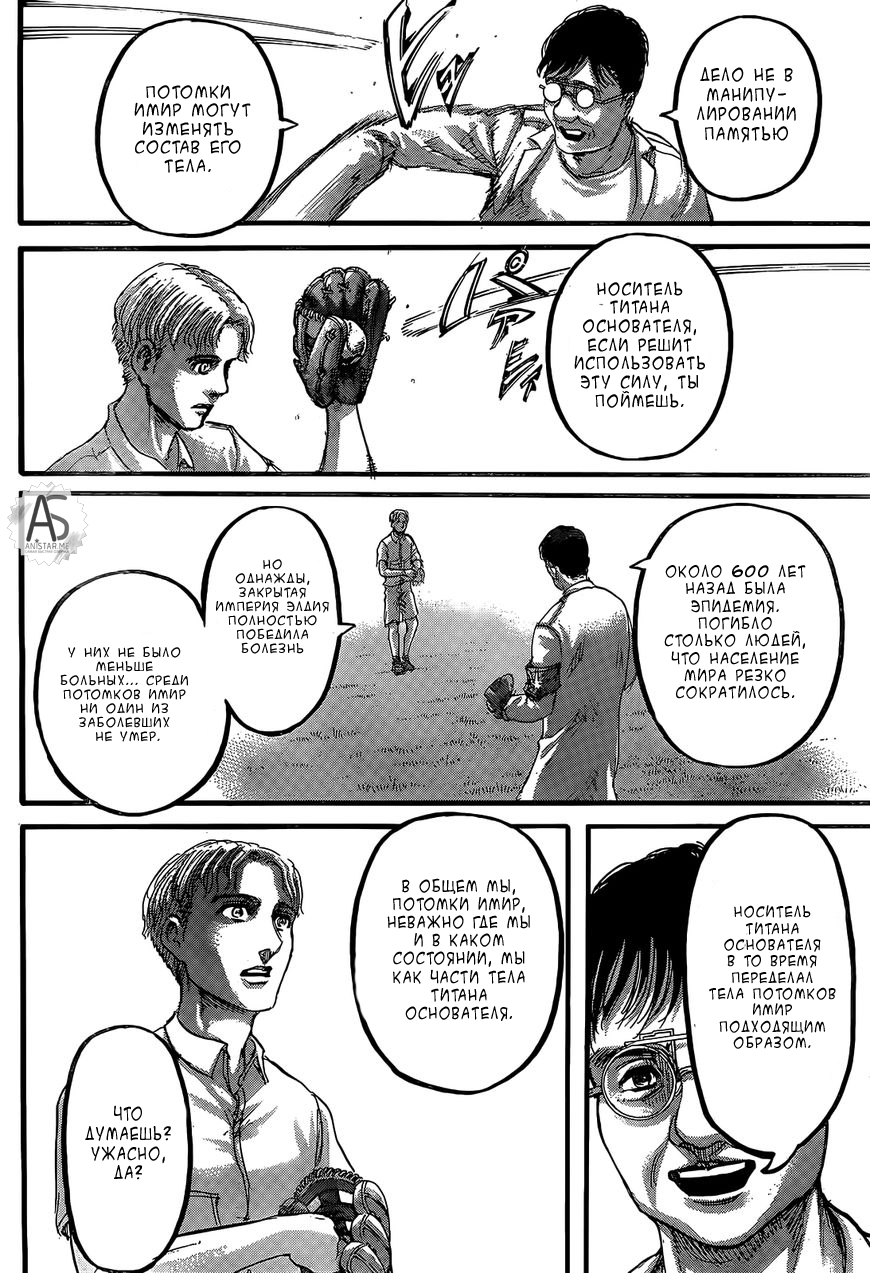 ДЕЛО НЕ В
МАНИПУ-
ЛИРОВАНИИ
ПАМЯТЬЮ
ПОТОМКИ
ИМИР МОГУТ
ИЗМЕНЯТЬ
СОСТАВ ЕГО
ТЕЛА.
НОСИТЕЛЬ
ТИТАНА
ОСНОВАТЕЛЯ,
ЕСЛИ РЕШИТ
ИСПОЛЬЗОВАТЬ
ЭТУ СИЛУ, ТЫ
ПОЙМЕШЬ.
ОКОЛО 600 ЛЕТ
НАЗАД БЫЛА
ЭПИДЕМИЯ.
ПОГИБЛО
СТОЛЬКО ЛЮДЕЙ,
ЧТО НАСЕЛЕНИЕ
МИРА РЕЗКО
СОКРАТИЛОСЬ.
НО
ОДНАЖДЫ,
ЗАКРЫТАЯ
ИМПЕРИЯ ЭЛДИЯ
ПОЛНОСТЬЮ
ПОБЕДИЛА
БОЛЕЗНЬ
У НИХ НЕ БЫЛО
МЕНЬШЕ
БОЛЬНЫХ... СРЕДИ
ПОТОМКОВ ИМИР
НИ ОДИН ИЗ
ЗАБОЛЕВШИХ
НЕ УМЕР.
AS
ANISTAR.ME
НОСИТЕЛЬ
ТИТАНА
ОСНОВАТЕЛЯ
В ТО ВРЕМЯ
ПЕРЕДЕЛАЛ
ТЕЛА ПОТОМКОВ
ИМИР
ПОДХОДЯЩИМ
ОБРАЗОМ.
В ОБЩЕМ МЫ,
ПОТОМКИ ИМИР,
НЕВАЖНО ГДЕ МЫ
И В КАКОМ
СОСТОЯНИИ, МЫ
КАК ЧАСТИ ТЕЛА
ТИТАНА
ОСНОВАТЕЛЯ.
ЧТО
ДУМАЕШЬ?
УЖАСНО,
ДА?